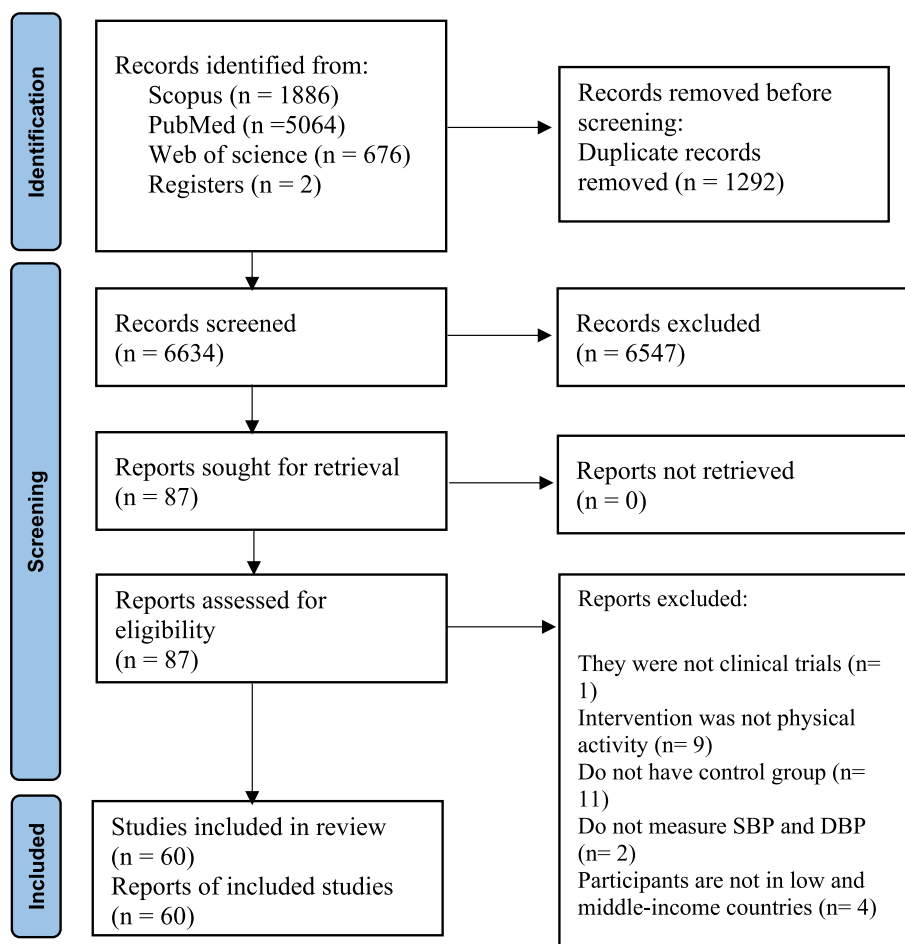 Identification
Records identified from:
Scopus (n = 1886)
PubMed (n =5064)
Web of science (n = 676)
Registers (n = 2)
Records removed before
screening:
Duplicate records
removed (n = 1292)
Screening
Records screened
(n = 6634)
Records excluded
(n = 6547)
Reports sought for retrieval
(n = 87)
Reports not retrieved
(n = 0)
Reports assessed for
eligibility
(n = 87)
Reports excluded:
They were not clinical trials (n=
1)
Intervention was not physical
activity (n= 9)
Do not have control group (n=
11)
Do not measure SBP and DBP
(n= 2)
Participants are not in low and
middle-income countries (n= 4)
Included
Studies included in review
(n = 60)
Reports of included studies
(n = 60)